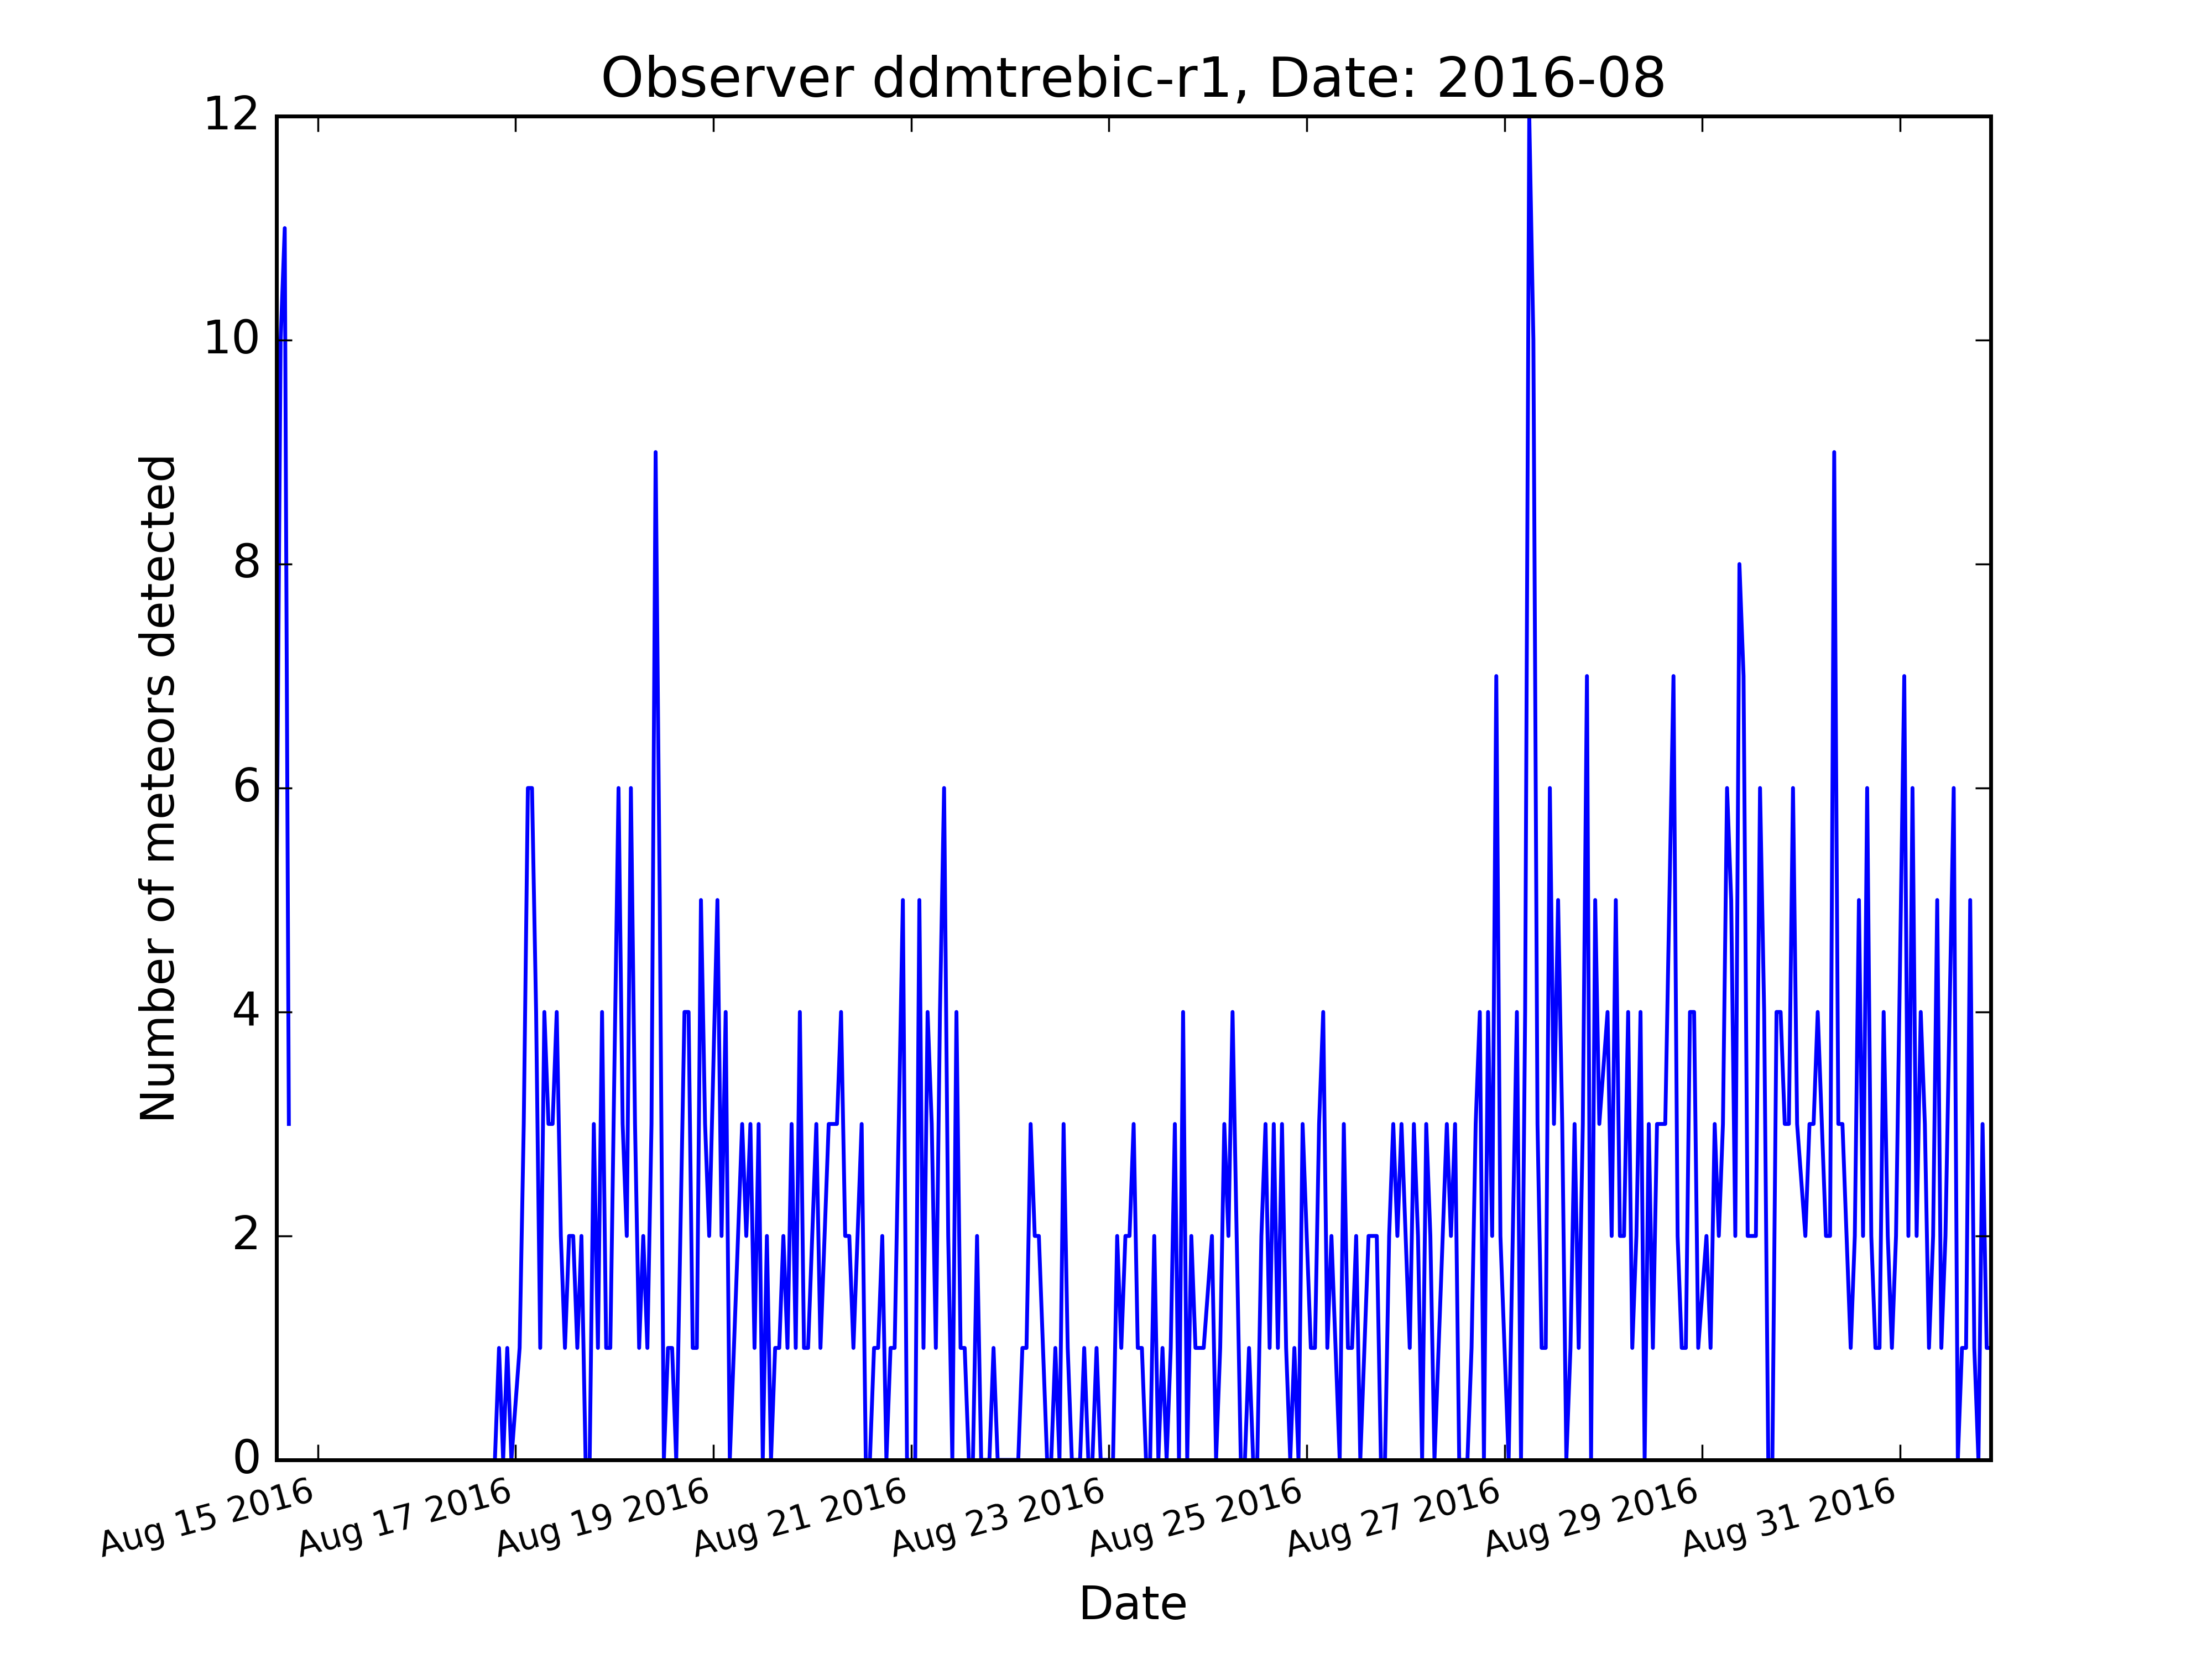 Observer ddmtrebic-r1, Date: 2016-08
Number of meteors detected
12
10
8
6
4
2
0
Aug 15 2016
Aug 17 2016
Aug 19 2016
Aug 21 2016
Aug 23 2016
Aug 25 2016
Aug 27 2016
Aug 29 2016
Aug 31 2016
Date